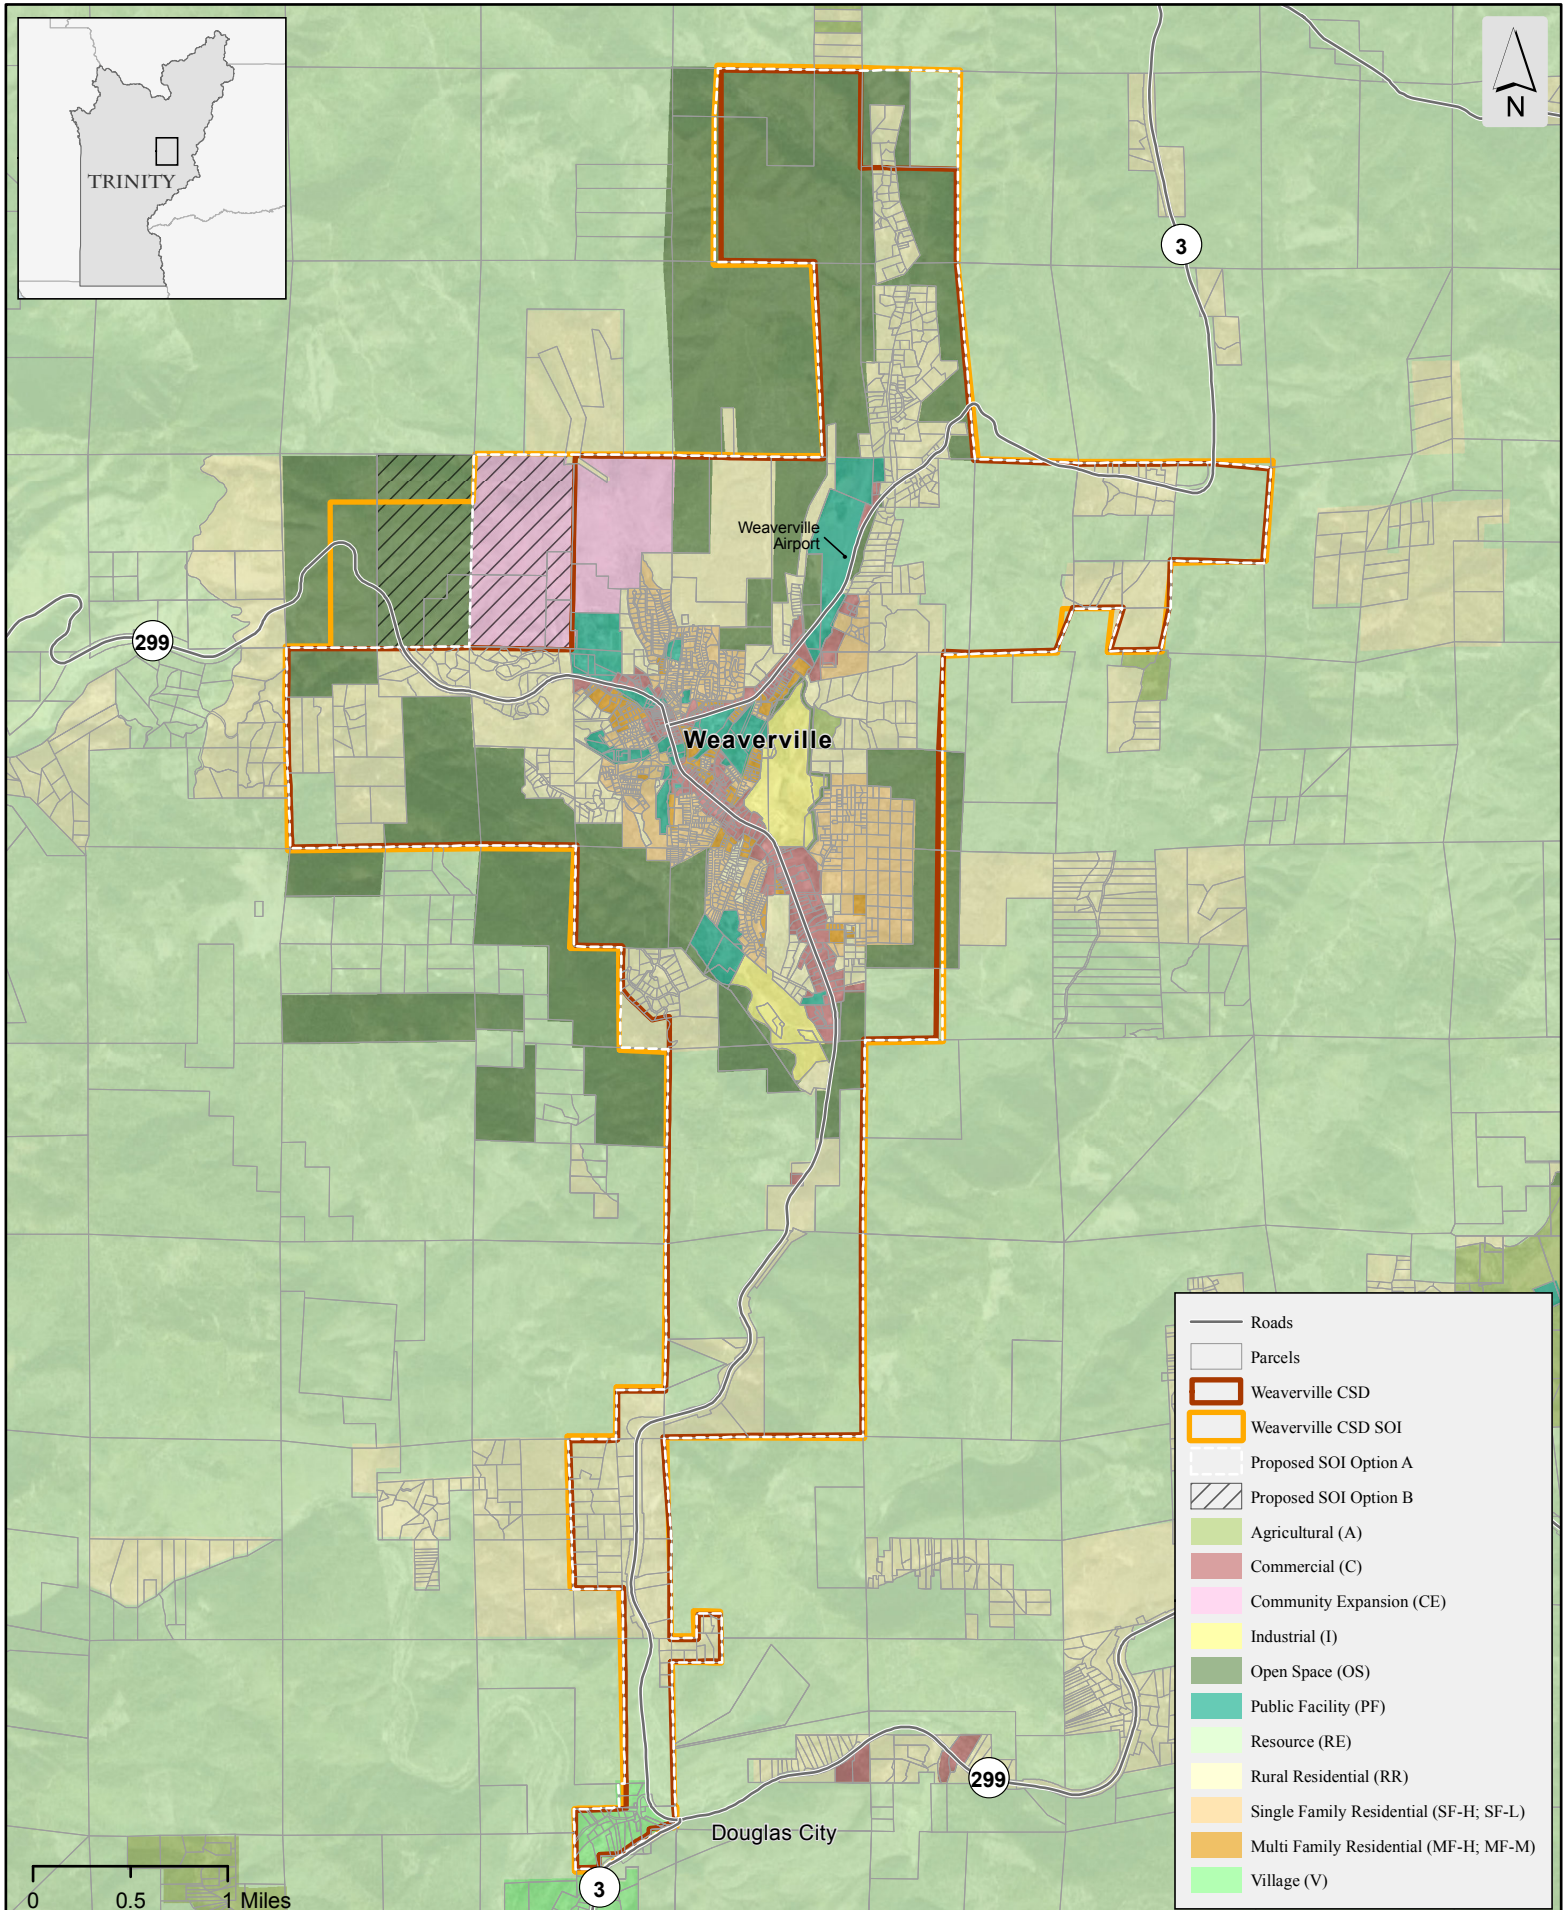 TRINITY
N
3
299
Weaverville
Airport
Weaverville
Roads
Parcels
Weaverville CSD
Weaverville CSD SOI
Proposed SOI Option A
Proposed SOI Option B
Agricultural (A)
Commercial (C)
Community Expansion (CE)
Industrial (I)
Open Space (OS)
Public Facility (PF)
Resource (RE)
Rural Residential (RR)
Single Family Residential (SF-H; SF-L)
Multi Family Residential (MF-H; MF-M)
Village (V)
299
Douglas City
3
0 0.5 1 Miles